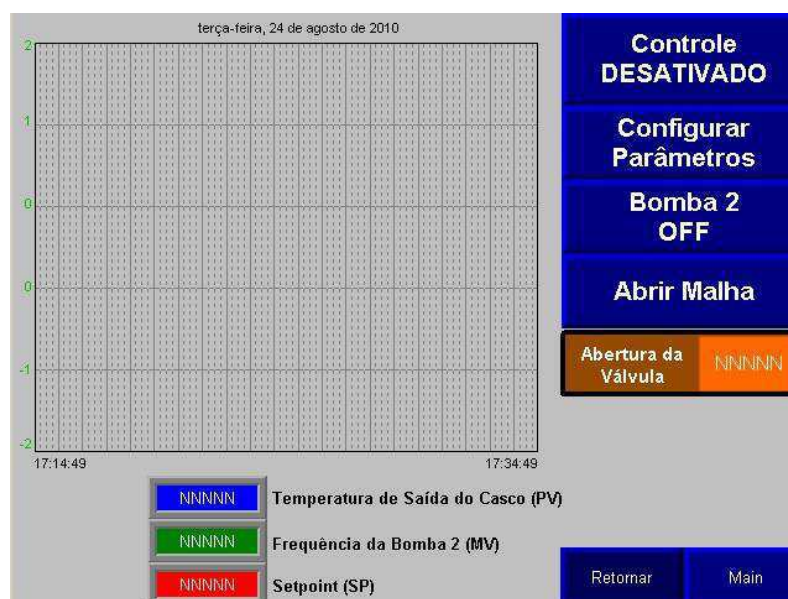 terça-feira, 24 de agosto de 2010
2
1
0
0
-1
-2
17:14:49
17:34:49
NNNNN
Temperatura de Saída do Casco (PV)
NNNNN
Frequência da Bomba 2 (MV)
NNNNN
Setpoint (SP)
Controle
DESATIVADO
Configurar
Parâmetros
Bomba 2
OFF
Abrir Malha
Abertura da
Válvula
NNNNN
Retornar
Main